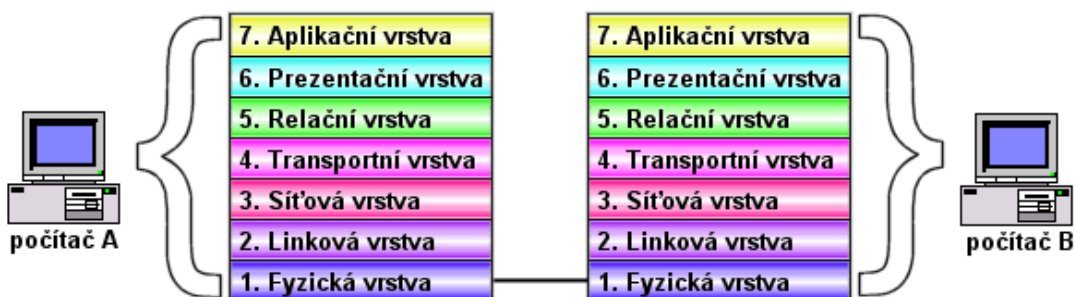 7. Aplikační vrstva
6. Prezentační vrstva
5. Relační vrstva
4. Transportní vrstva
3. Síťová vrstva
2. Linková vrstva
1. Fyzická vrstva
počítač A
7. Aplikační vrstva
6. Prezentační vrstva
5. Relační vrstva
4. Transportní vrstva
3. Síťová vrstva
2. Linková vrstva
1. Fyzická vrstva
počítač B